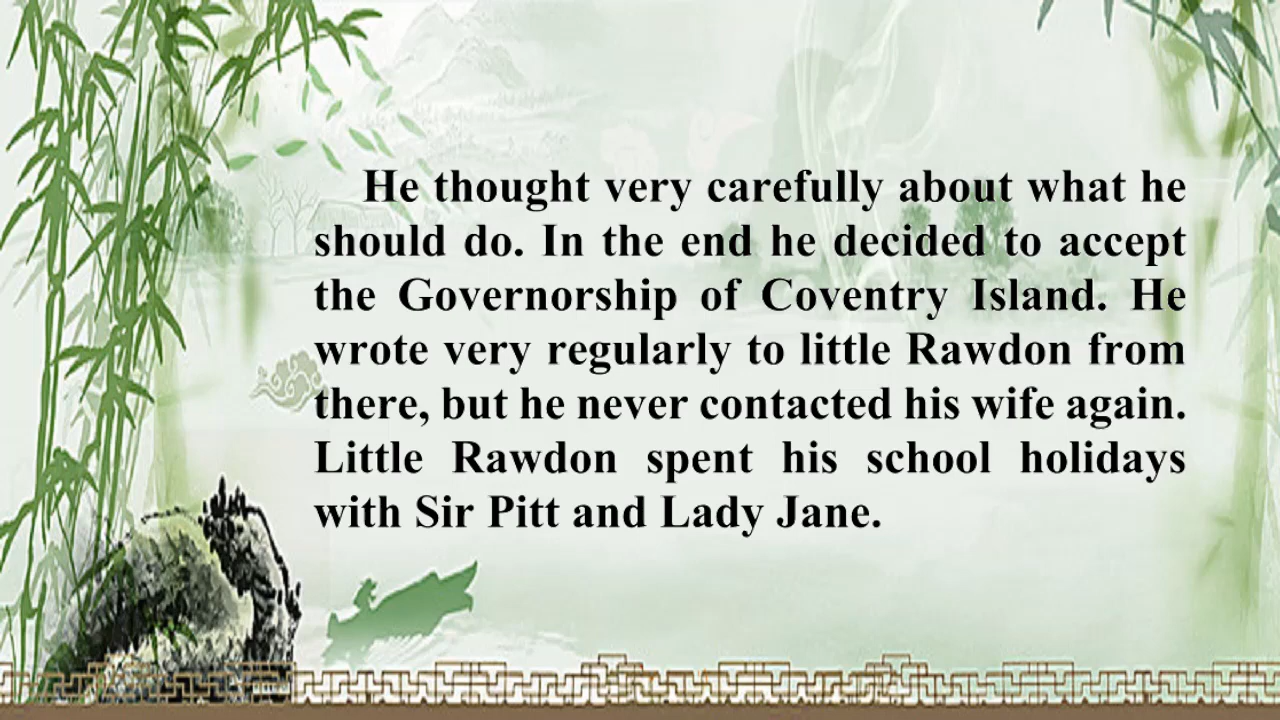 He thought very carefully about what he
should do. In the end he decided to accept
the Governorship of Coventry Island. He
wrote very regularly to little Rawdon from
there, but he never contacted his wife again.
Little Rawdon spent his school holidays
with Sir Pitt and Lady Jane.